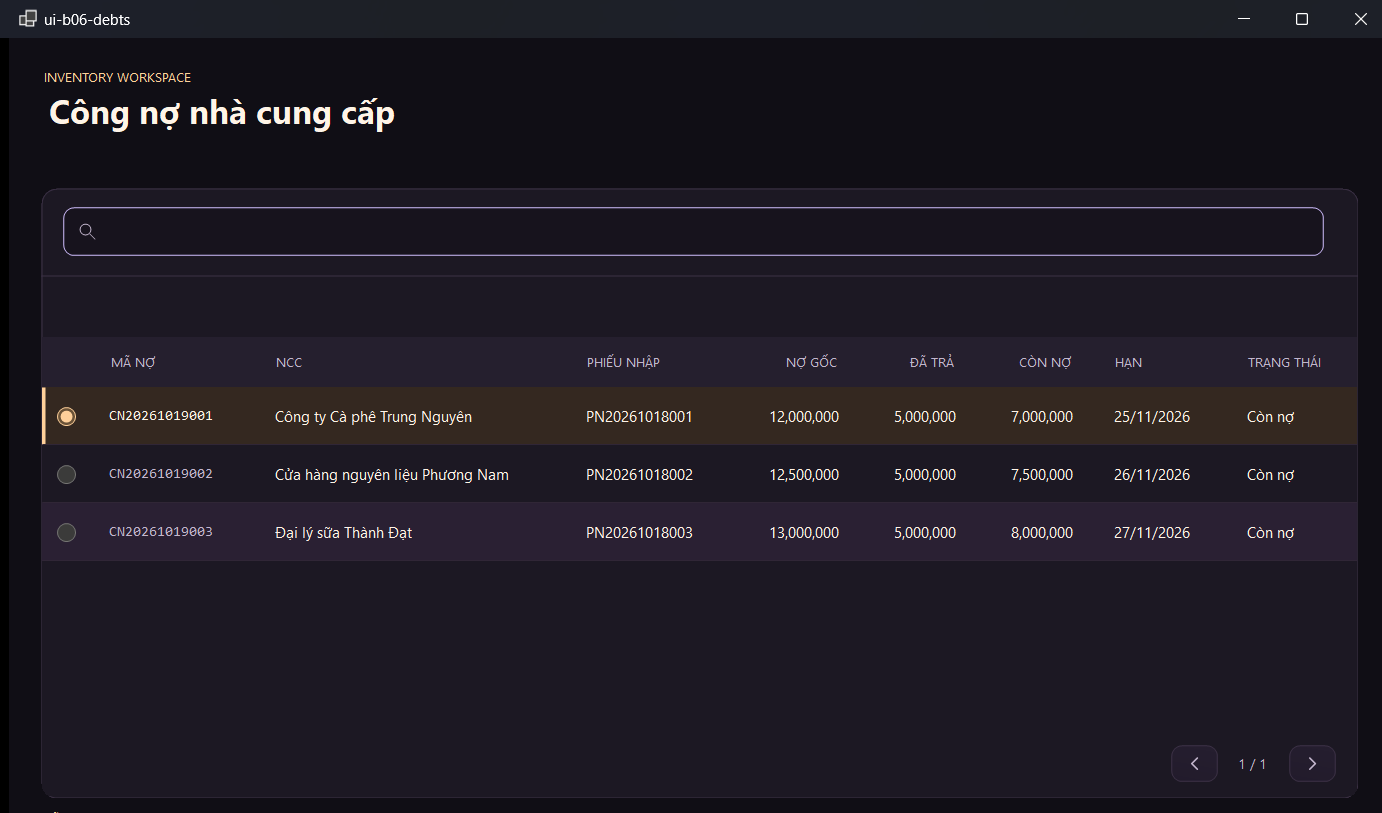 ui-b06-debts
INVENTORY WORKSPACE
Công nợ nhà cung cấp
MÃ NỢ NCC PHIẾU NHẬP NỢ GỐC ĐÃ TRẢ CÒN NỢ HẠN TRẠNG THÁI
CN20261019001 Công ty Cà phê Trung Nguyên PN20261018001 12,000,000 5,000,000 7,000,000 25/11/2026 Còn nợ
CN20261019002 Cửa hàng nguyên liệu Phương Nam PN20261018002 12,500,000 5,000,000 7,500,000 26/11/2026 Còn nợ
CN20261019003 Đại lý sữa Thành Đạt PN20261018003 13,000,000 5,000,000 8,000,000 27/11/2026 Còn nợ
1 / 1